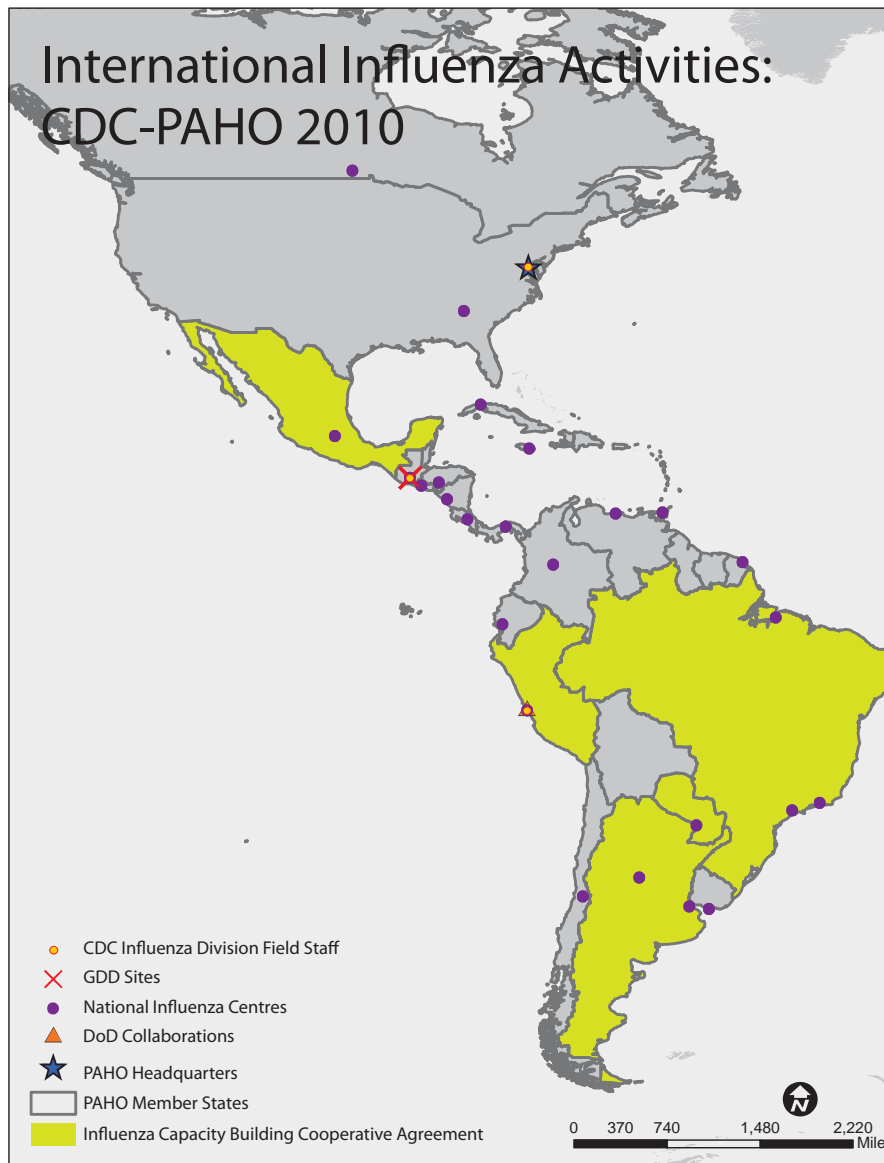 International Influenza Activities:
CDC-PAHO 2010
CDC Influenza Division Field Staff
GDD Sites
National Influenza Centres
DoD Collaborations
PAHO Headquarters
PAHO Member States
Influenza Capacity Building Cooperative Agreement
N
0 370 740 1,480 2,220
Mile